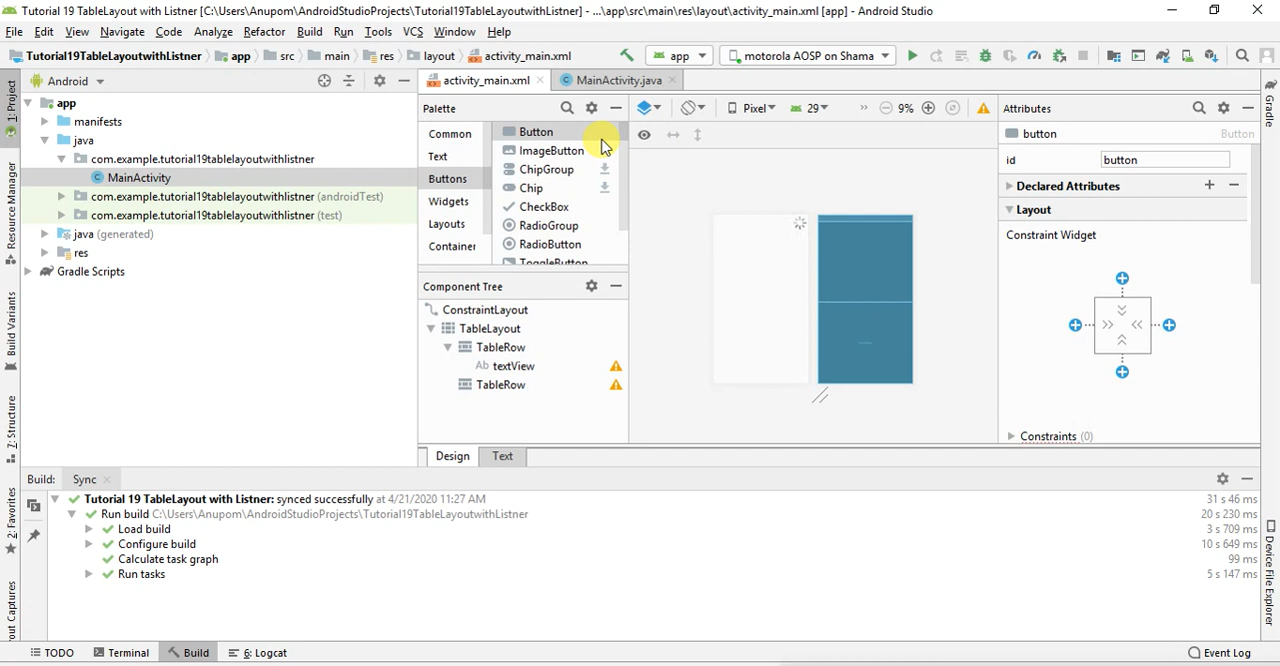 Tutorial 19 TableLayout with Listner [C:\Users\Anupom\AndroidStudioProjects\Tutorial19TableLayoutwithListner] - ...\app\src\main\res\layout\activity_main.xml [app] - Android Studio
File Edit View Navigate Code Analyze Refactor Build Run Tools VCS Window Help
Tutorial19TableLayoutwithListner app src main res layout activity_main.xml app motorola AOSP on Shama
1: Project
Resource Manager
Build Variants
Z: Structure
2: Favorites
out Captures
Android
app
manifests
java
com.example.tutorial19tablelayoutwithlistner
MainActivity
com.example.tutorial19tablelayoutwithlistner (androidTest)
com.example.tutorial19tablelayoutwithlistner (test)
java (generated)
res
Gradle Scripts
activity_main.xml MainActivity.java
Palette
Common
Text
Buttons
Widgets
Layouts
Container
Button
ImageButton
ChipGroup
Chip
CheckBox
RadioGroup
RadioButton
ToggleButton
Component Tree
ConstraintLayout
TableLayout
TableRow
Ab textView
TableRow
Pixel 29 » 9%
Design Text
Attributes
button Button
id button
Declared Attributes
Layout
Constraint Widget
Constraints (0)
Gradle
Device File Explorer
Build: Sync
Tutorial 19 TableLayout with Listner: synced successfully at 4/21/2020 11:27 AM 31 s 46 ms
Run build C:\Users\Anupom\AndroidStudioProjects\Tutorial19TableLayoutwithListner 20 s 230 ms
Load build 3 s 709 ms
Configure build 10 s 649 ms
Calculate task graph 99 ms
Run tasks 5 s 147 ms
TODO Terminal Build 6: Logcat Event Log